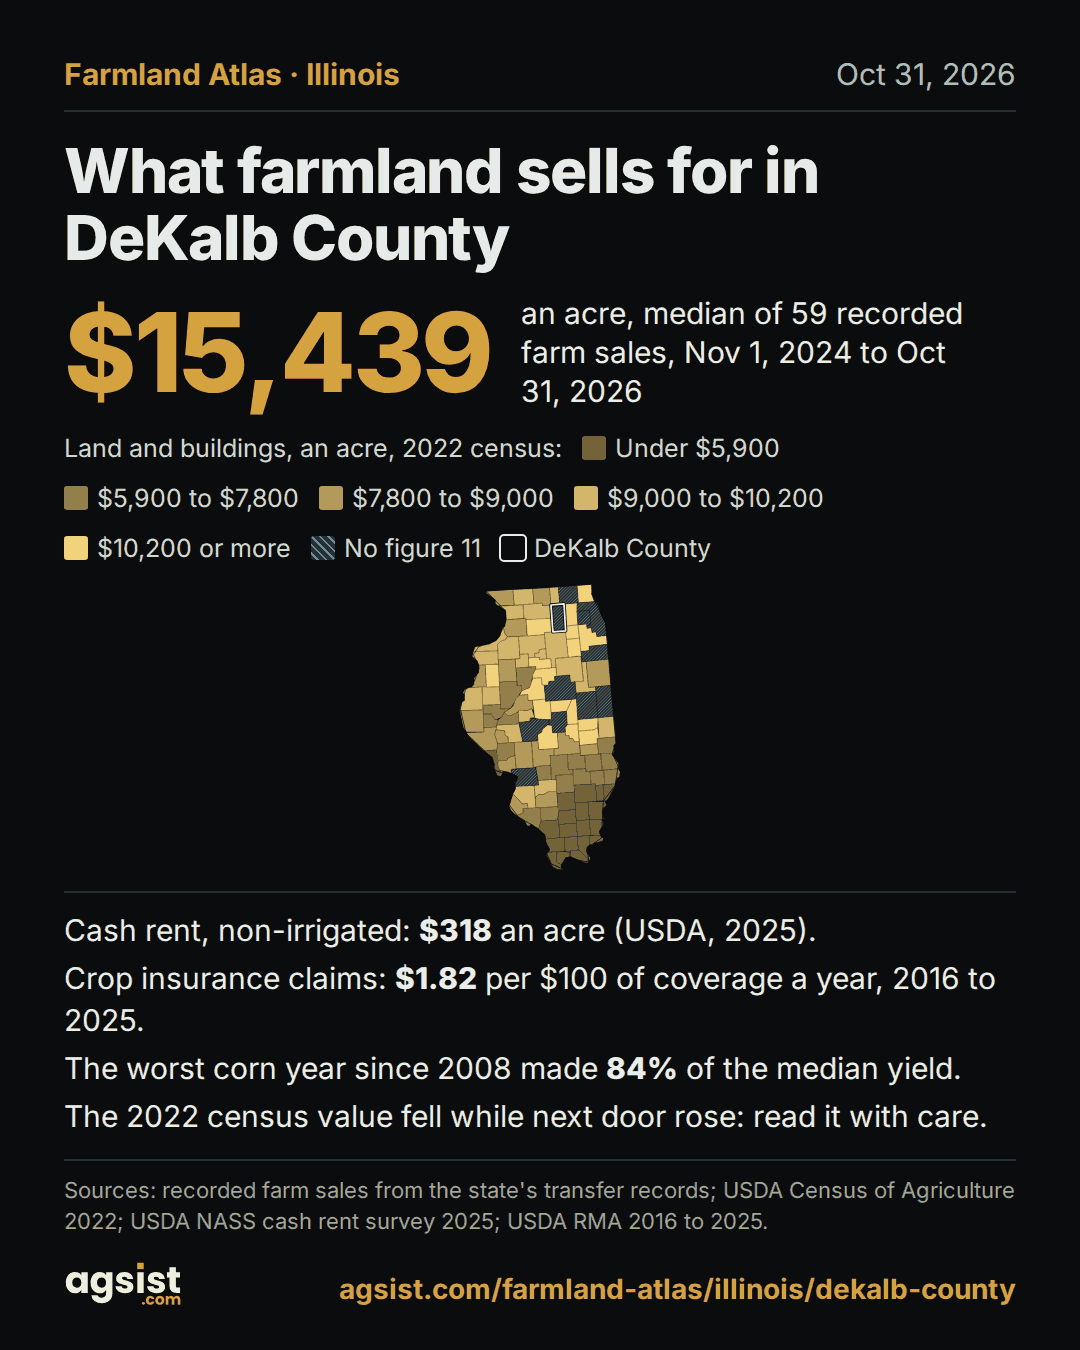 Farmland Atlas · Illinois
Oct 31, 2026
What farmland sells for in
DeKalb County
$15,439
an acre, median of 59 recorded
farm sales, Nov 1, 2024 to Oct
31, 2026
Land and buildings, an acre, 2022 census: Under $5,900
$5,900 to $7,800 $7,800 to $9,000 $9,000 to $10,200
$10,200 or more No figure 11 DeKalb County
Cash rent, non-irrigated: $318 an acre (USDA, 2025).
Crop insurance claims: $1.82 per $100 of coverage a year, 2016 to
2025.
The worst corn year since 2008 made 84% of the median yield.
The 2022 census value fell while next door rose: read it with care.
Sources: recorded farm sales from the state's transfer records; USDA Census of Agriculture
2022; USDA NASS cash rent survey 2025; USDA RMA 2016 to 2025.
agsist
.com
agsist.com/farmland-atlas/illinois/dekalb-county